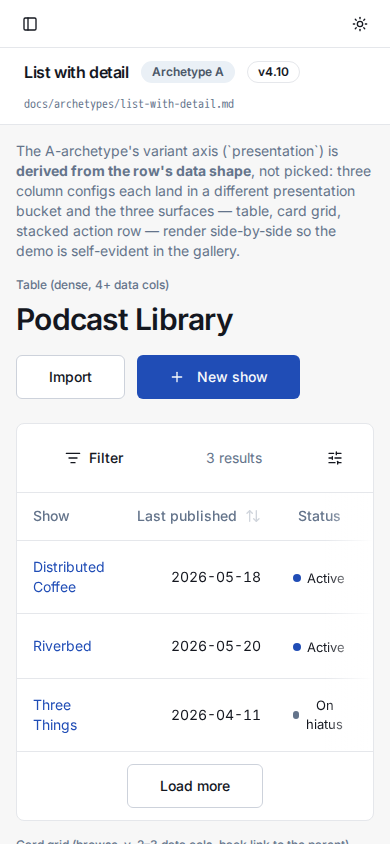 List with detail Archetype A v4.10
docs/archetypes/list-with-detail.md
The A-archetype's variant axis (`presentation`) is
derived from the row's data shape, not picked: three
column configs each land in a different presentation
bucket and the three surfaces — table, card grid,
stacked action row — render side-by-side so the
demo is self-evident in the gallery.
Table (dense, 4+ data cols)
Podcast Library
Import + New show
Filter 3 results
Show Last published Status
Distributed
Coffee 2026-05-18 Active
Riverbed 2026-05-20 Active
Three
Things 2026-04-11 On
hiatus
Load more